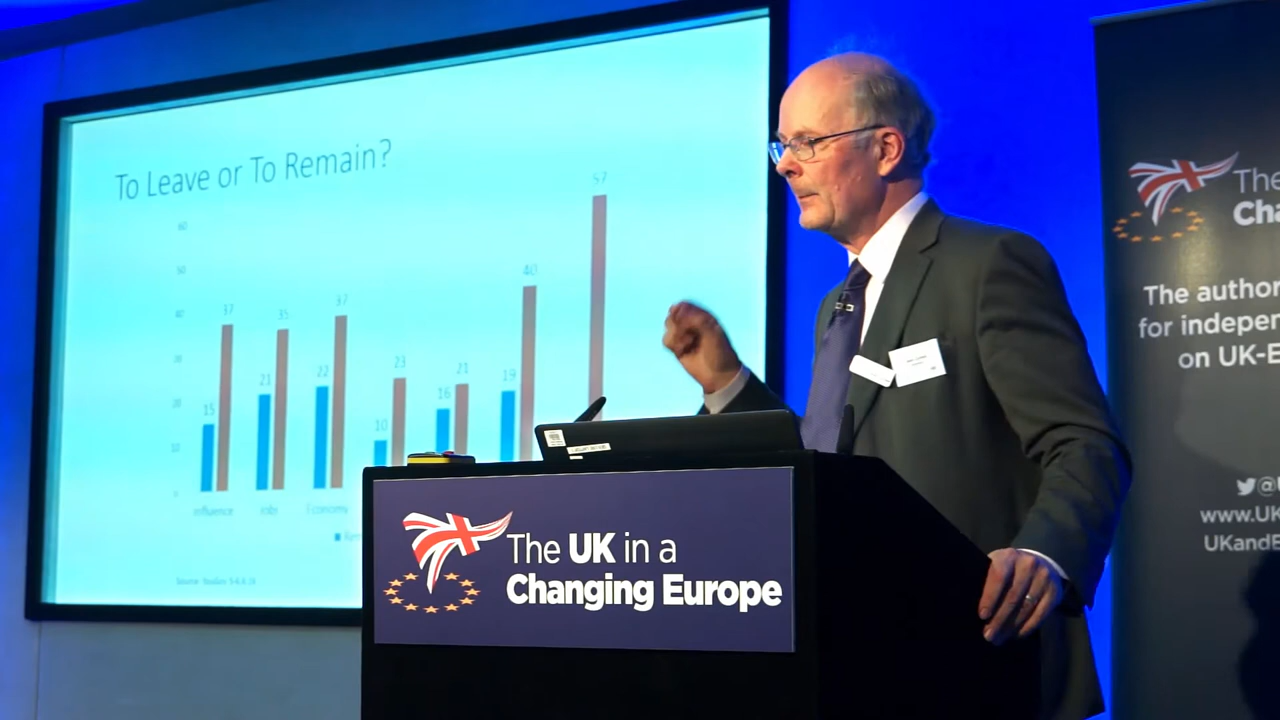 To Leave or To Remain?
60
50
40
30
20
10
0
15
37
21
35
22
37
10
23
16
21
19
40
57
Influence
Jobs
Economy
The UK in a
Changing Europe
The
Cha
The author
for indepen
on UK-E
@U
www.UK
UKandE